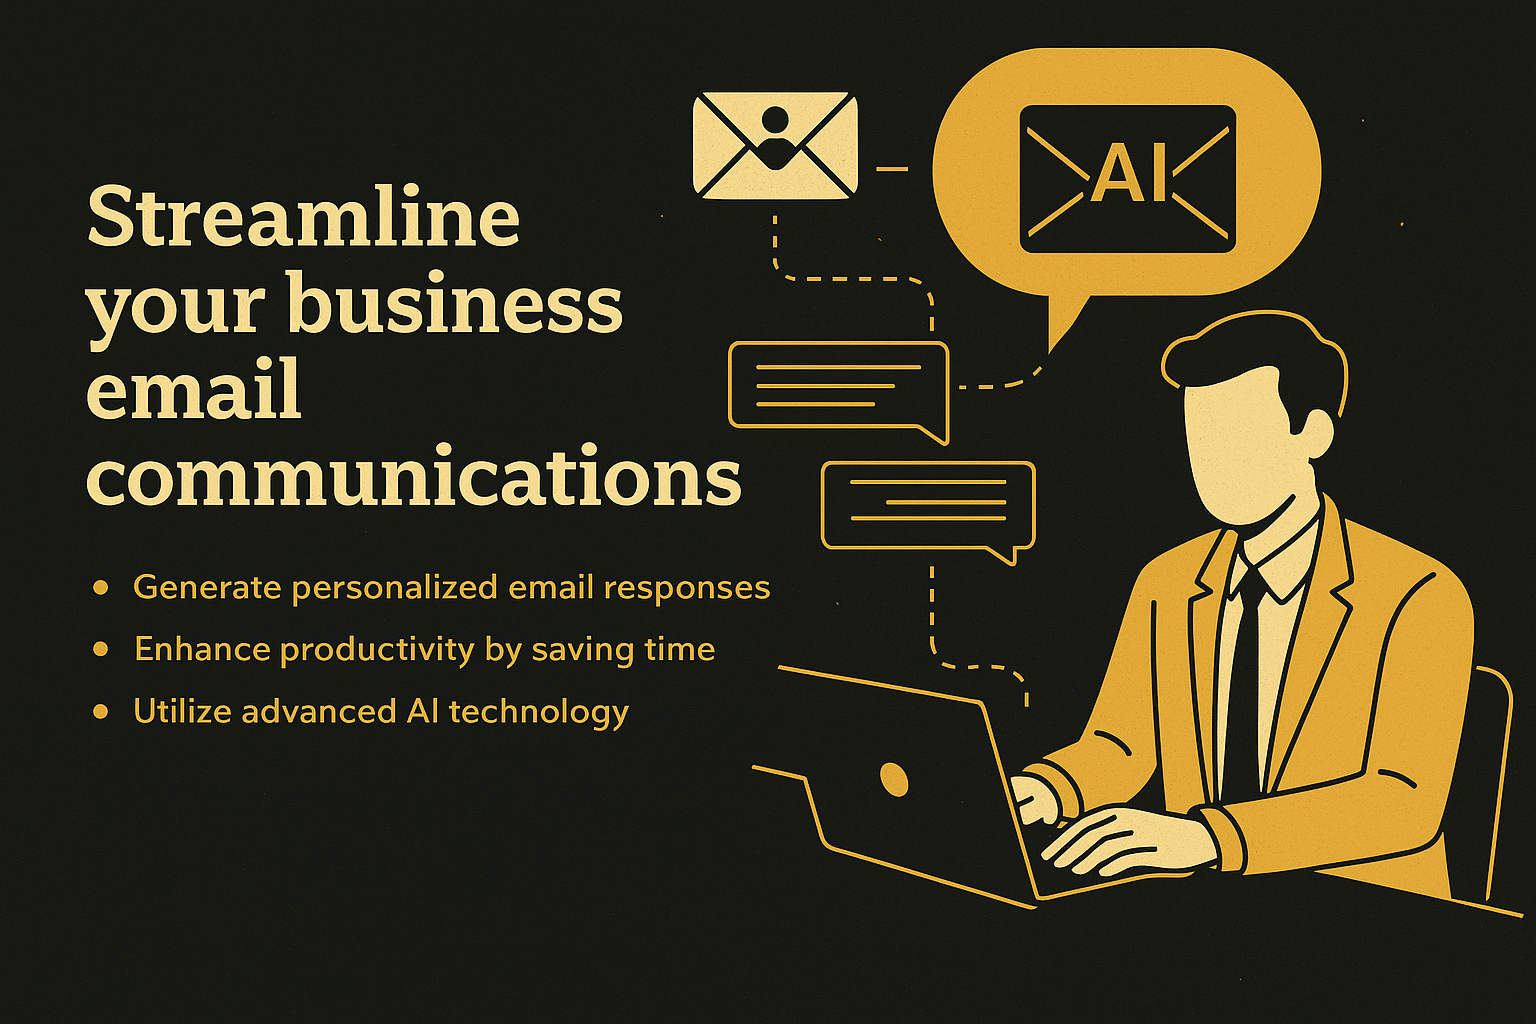 Streamline
your business
email
communications
• Generate personalized email responses
• Enhance productivity by saving time
• Utilize advanced AI technology
AI